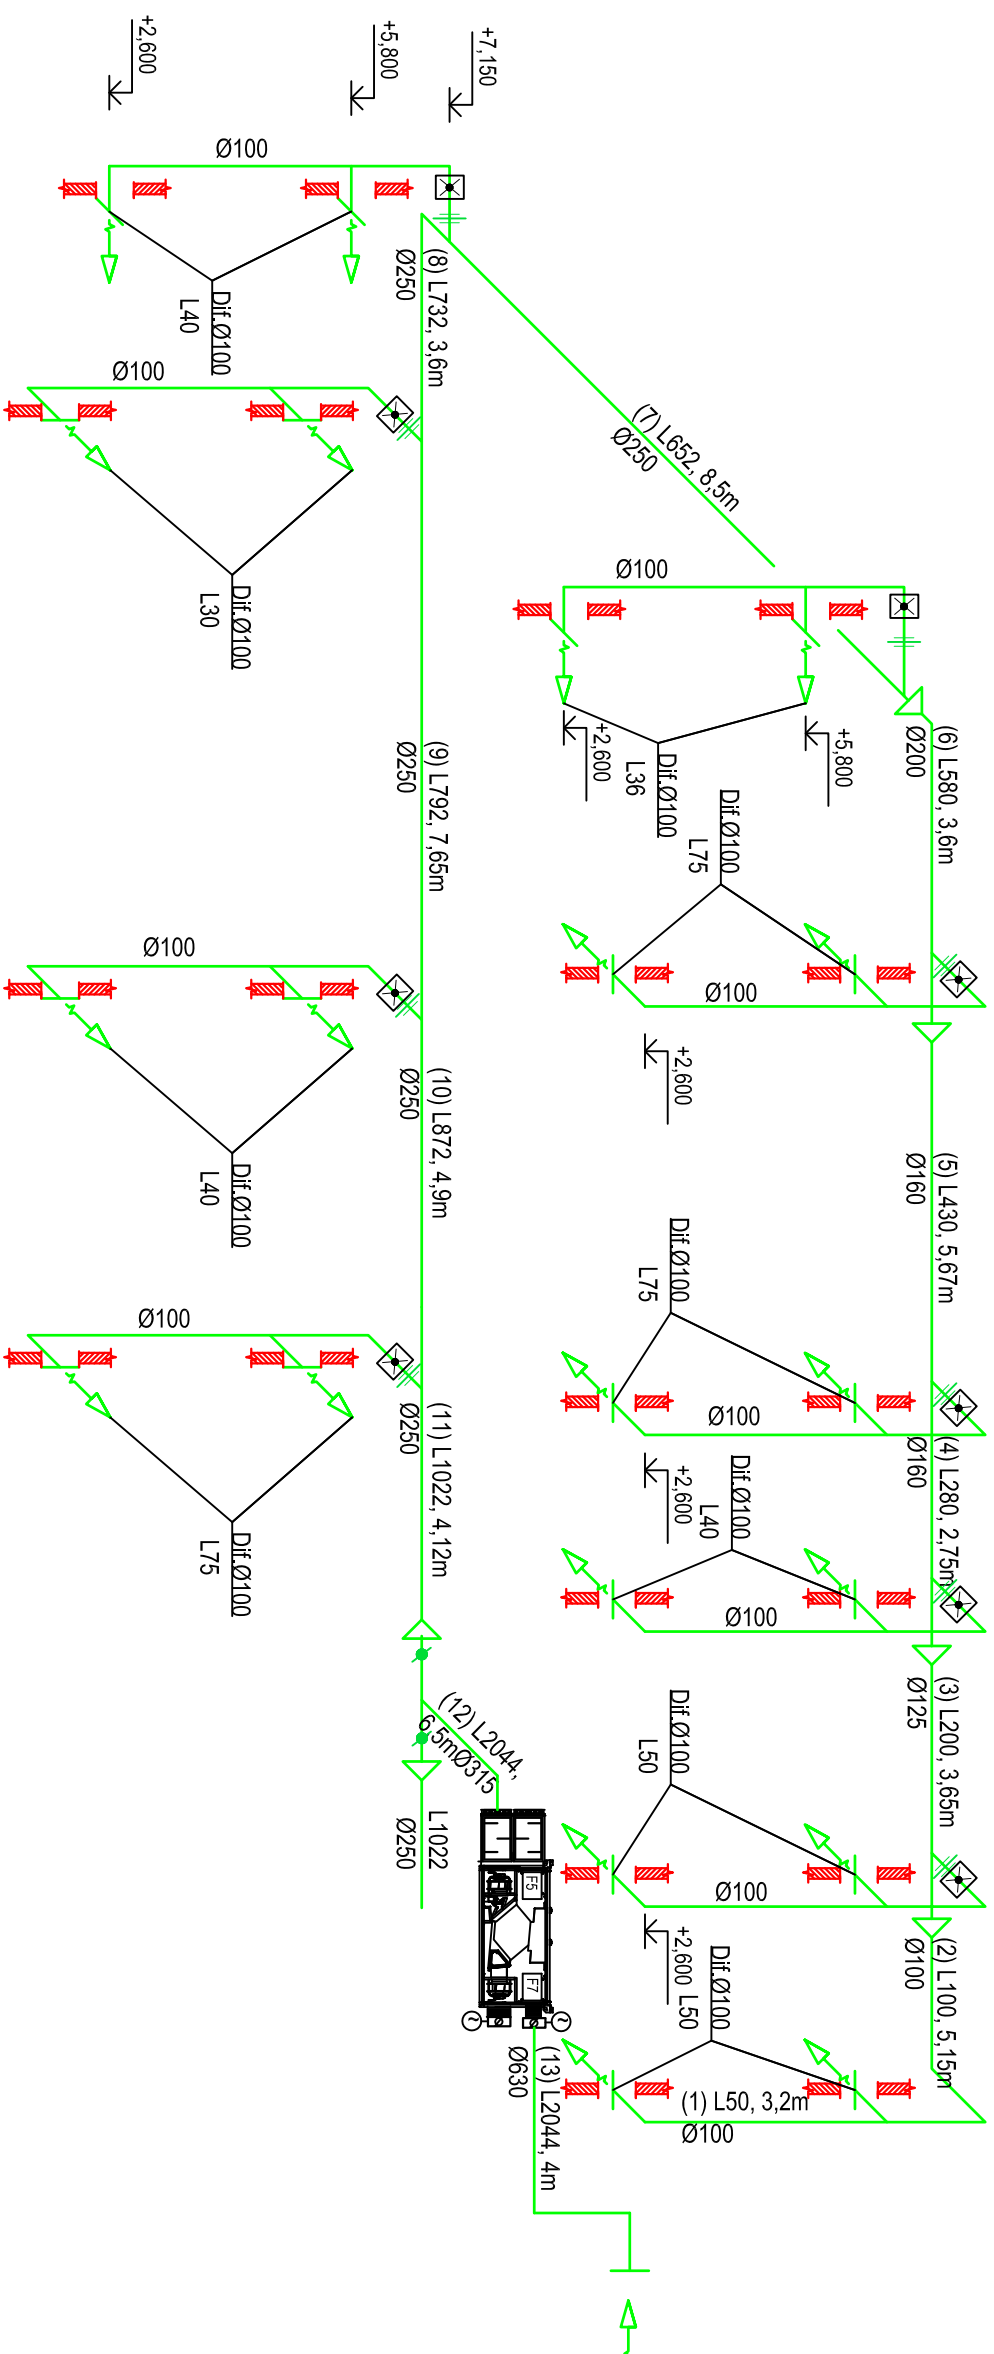 +2,600
+5,800
+7,150
Ø100
Dif.Ø100
L40
(8) L732, 3,6m
Ø250
Ø100
Dif.Ø100
L30
(7) L652, 8,5m
Ø250
Ø100
+2,600
+5,800
Dif.Ø100
L36
(6) L580, 3,6m
Ø200
Dif.Ø100
L75
Ø100
(9) L792, 7,65m
Ø250
Ø100
Dif.Ø100
L40
(10) L872, 4,9m
Ø250
+2,600
(5) L430, 5,67m
Ø160
Dif.Ø100
L75
Ø100
Ø100
Dif.Ø100
L75
(11) L1022, 4,12m
Ø250
(4) L280, 2,75m
Ø160
+2,600
Dif.Ø100
L40
Ø100
(3) L200, 3,65m
Ø125
Dif.Ø100
L50
Ø100
(12) L2044,
6,5mØ315
L1022
Ø250
F5
F7
(2) L100, 5,15m
Ø100
+2,600
Dif.Ø100
L50
(1) L50, 3,2m
Ø100
(13) L2044, 4m
Ø630